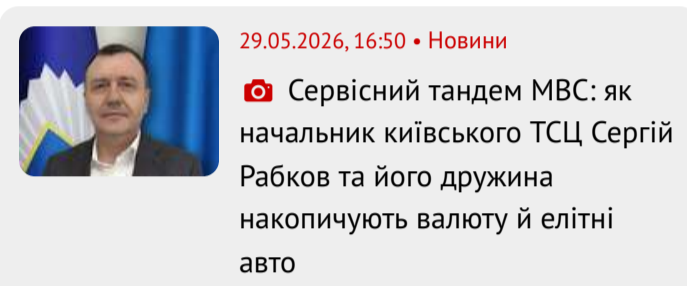 29.05.2026, 16:50 • Новини
Сервісний тандем МВС: як
начальник київського ТСЦ Сергій
Рабков та його дружина
накопичують валюту й елітні
авто